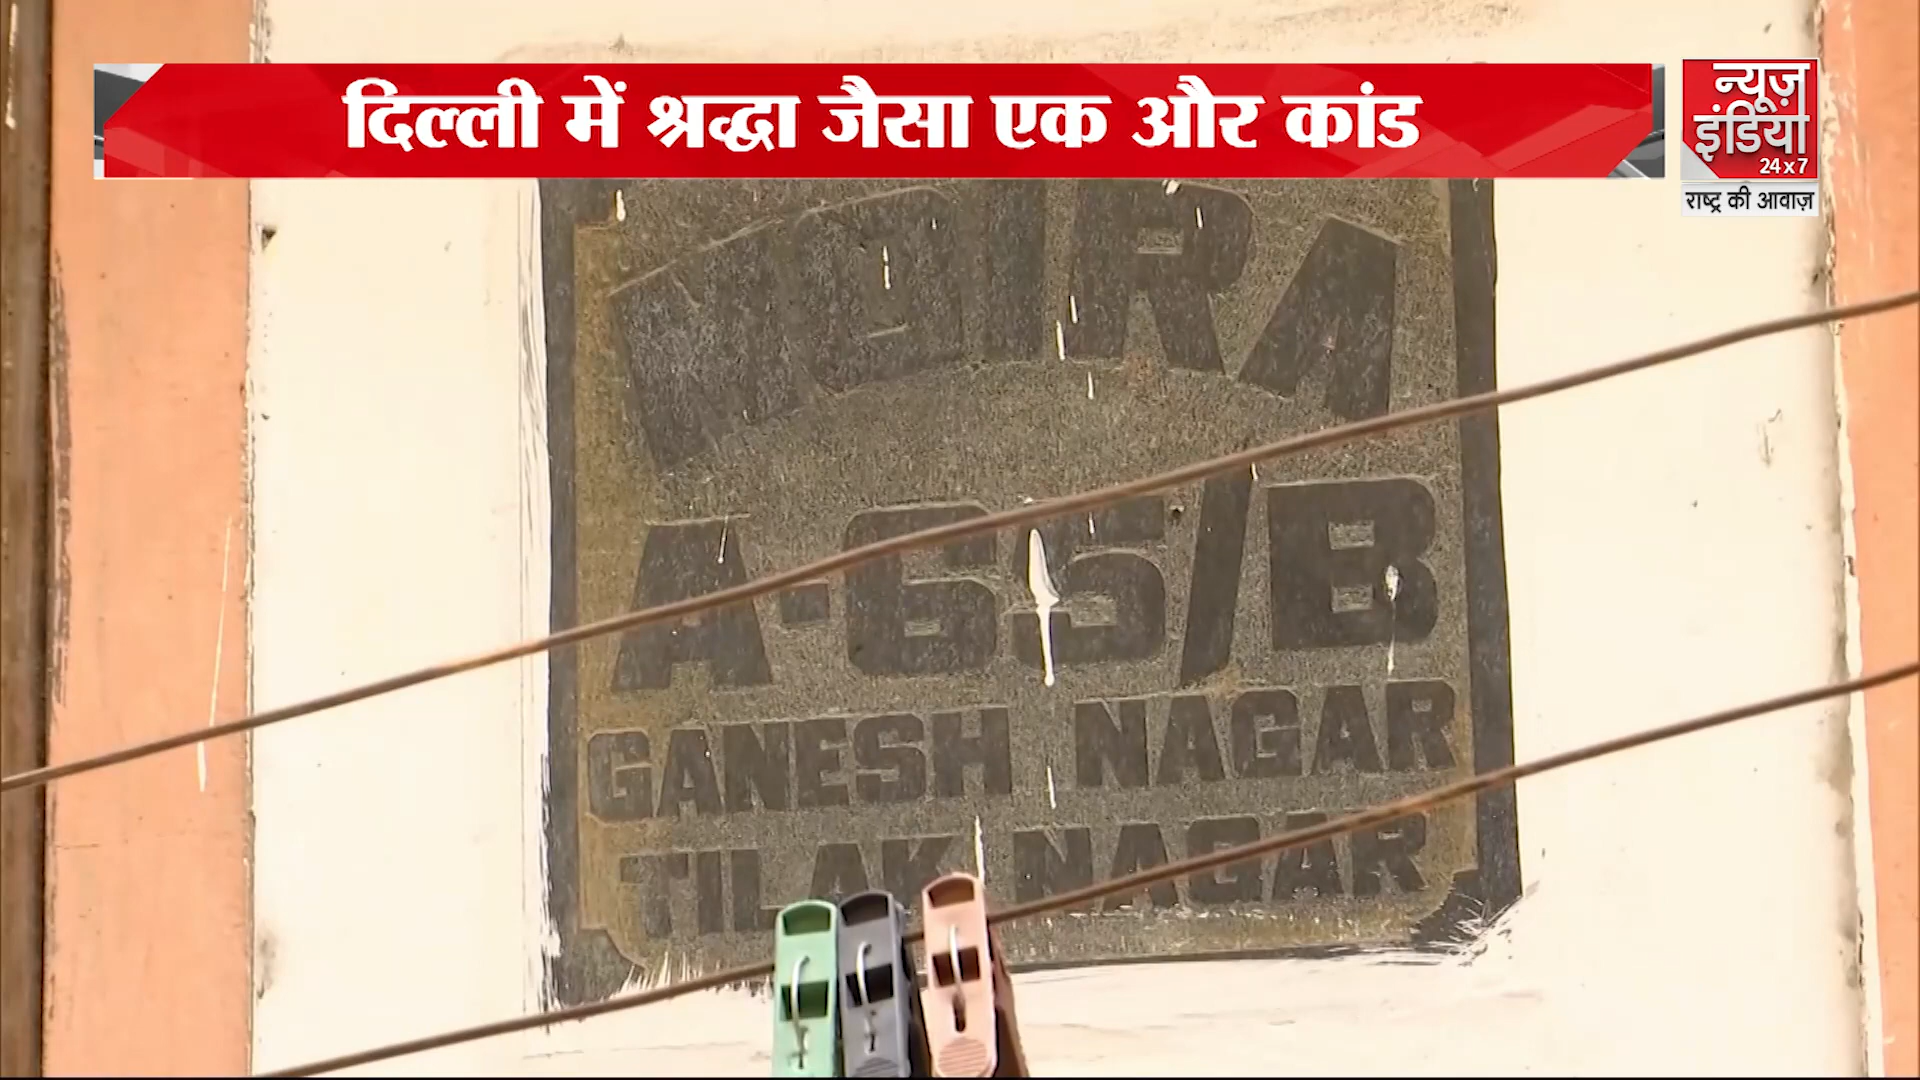 दिल्ली में श्रद्धा जैसा एक और कांड
न्यूज़
इंडिया
24x7
राष्ट्र की आवाज़
A-65/B
GANESH NAGAR
TILAK NAGAR